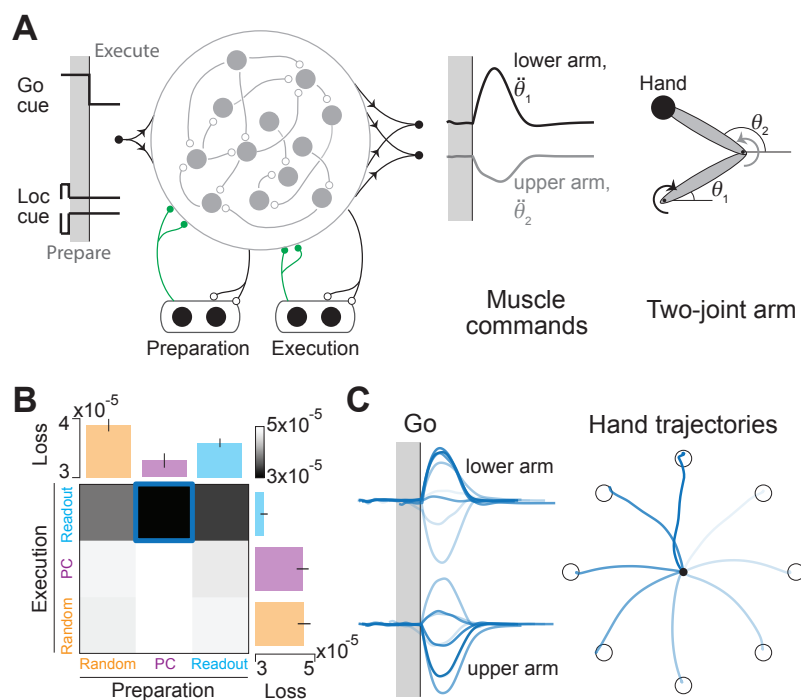 A
Execute
Go
cue
Loc
cue
Prepare
Preparation
Execution
lower arm,
θ̈₁
upper arm,
θ̈₂
Muscle
commands
Hand
θ₂
θ₁
Two-joint arm
B
x10⁻⁵
4
3
Loss
5x10⁻⁵
3x10⁻⁵
Execution
Readout
PC
Random
Random PC Readout
Preparation
3 5
x10⁻⁵
Loss
C
Go
lower arm
upper arm
Hand trajectories